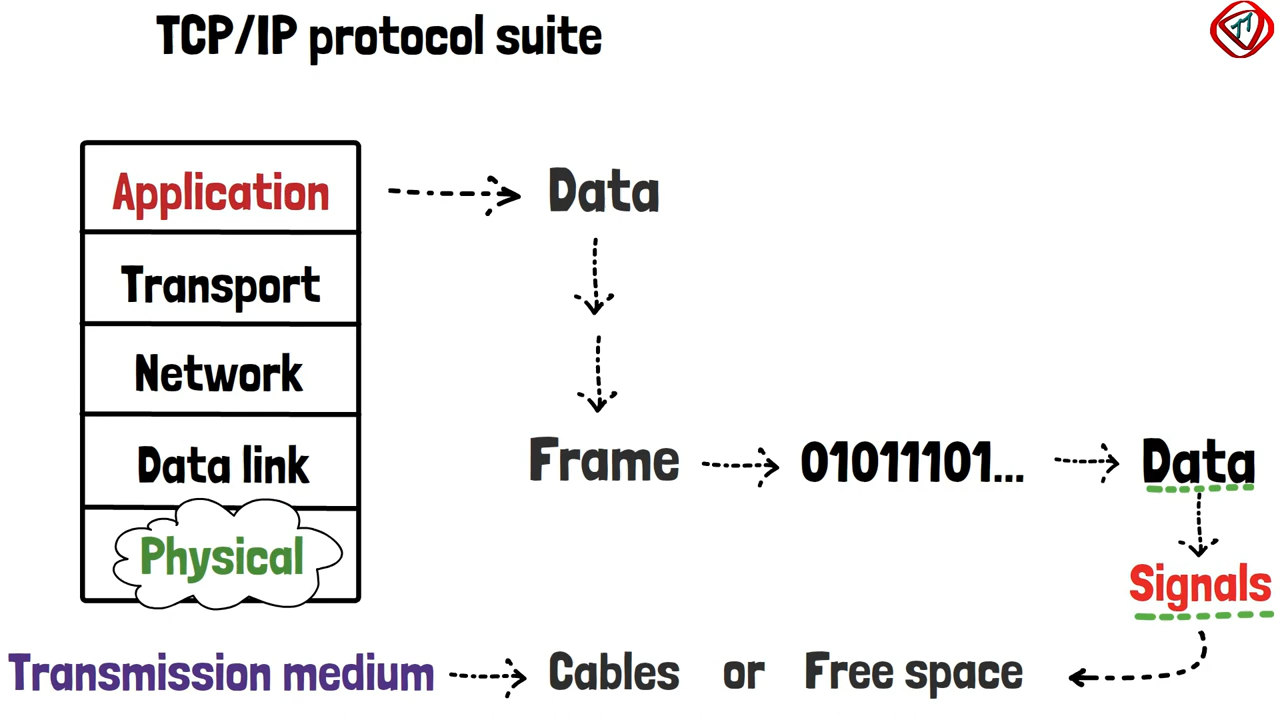 TCP/IP protocol suite
Application
Data
Transport
Network
Data link
Frame
01011101...
Data
Physical
Signals
Transmission medium
Cables or Free space